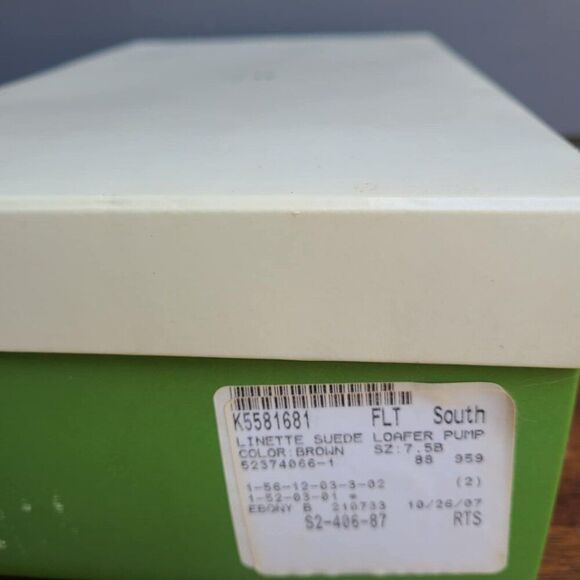 K5581681 FLT South
LINETTE SUEDE LOAFER PUMP
COLOR:BROWN SZ:7.5B
52374066-1 88 959
1-56-12-03-3-02 (2)
1-52-03-01 *
EBONY B 210733 10/26/07
S2-406-87 RTS